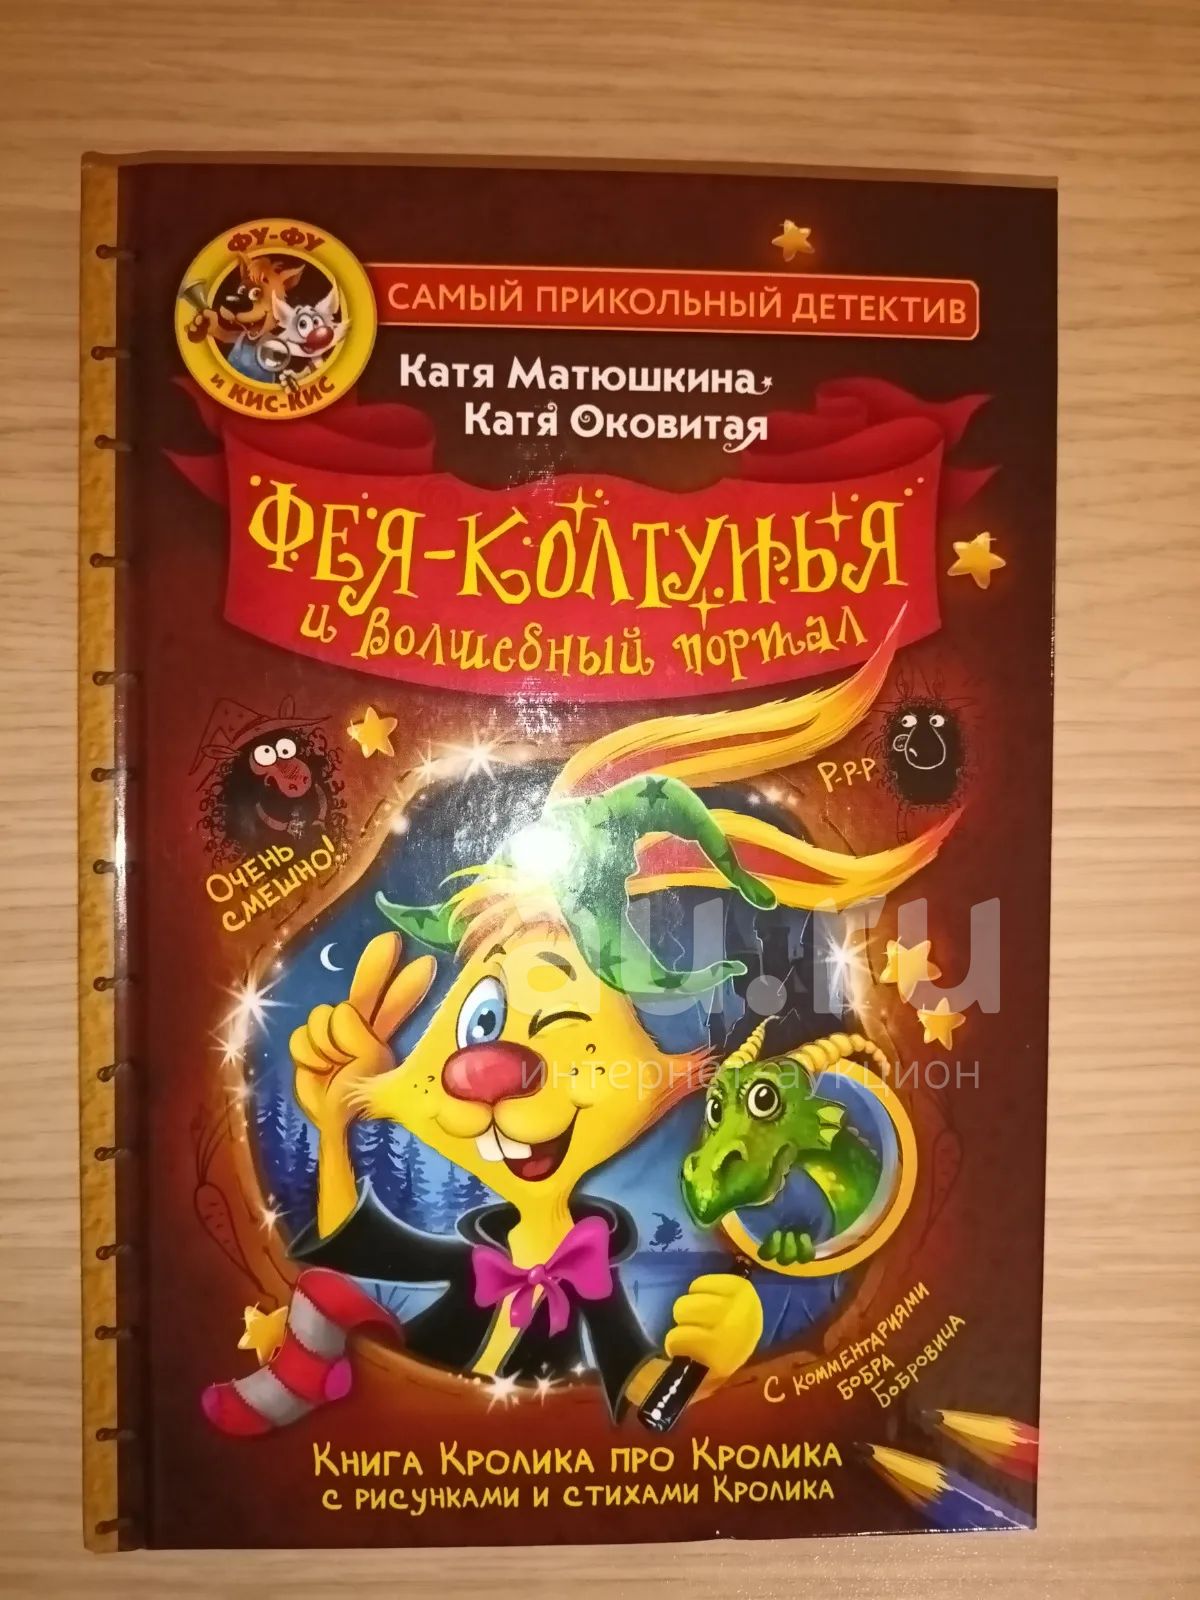 ФУ-ФУ
и КИС-КИС
САМЫЙ ПРИКОЛЬНЫЙ ДЕТЕКТИВ
Катя Матюшкина
Катя Оковитая
Фея-колтунья
и волшебный портал
Р-р-р
Очень
смешно!
au.ru
интернет-аукцион
С комментариями
бобра
Бобровича
Книга Кролика про Кролика
с рисунками и стихами Кролика